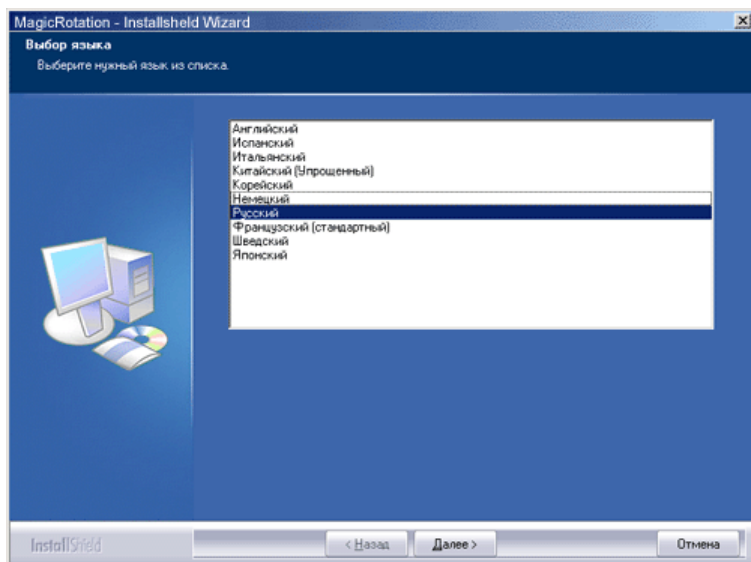 MagicRotation - Installsheld Wizard
Выбор языка
Выберите нужный язык из списка.
Английский
Испанский
Итальянский
Китайский (Упрощенный)
Корейский
Немецкий
Русский
Французский (стандартный)
Шведский
Японский
InstallShield
< Назад
Далее >
Отмена